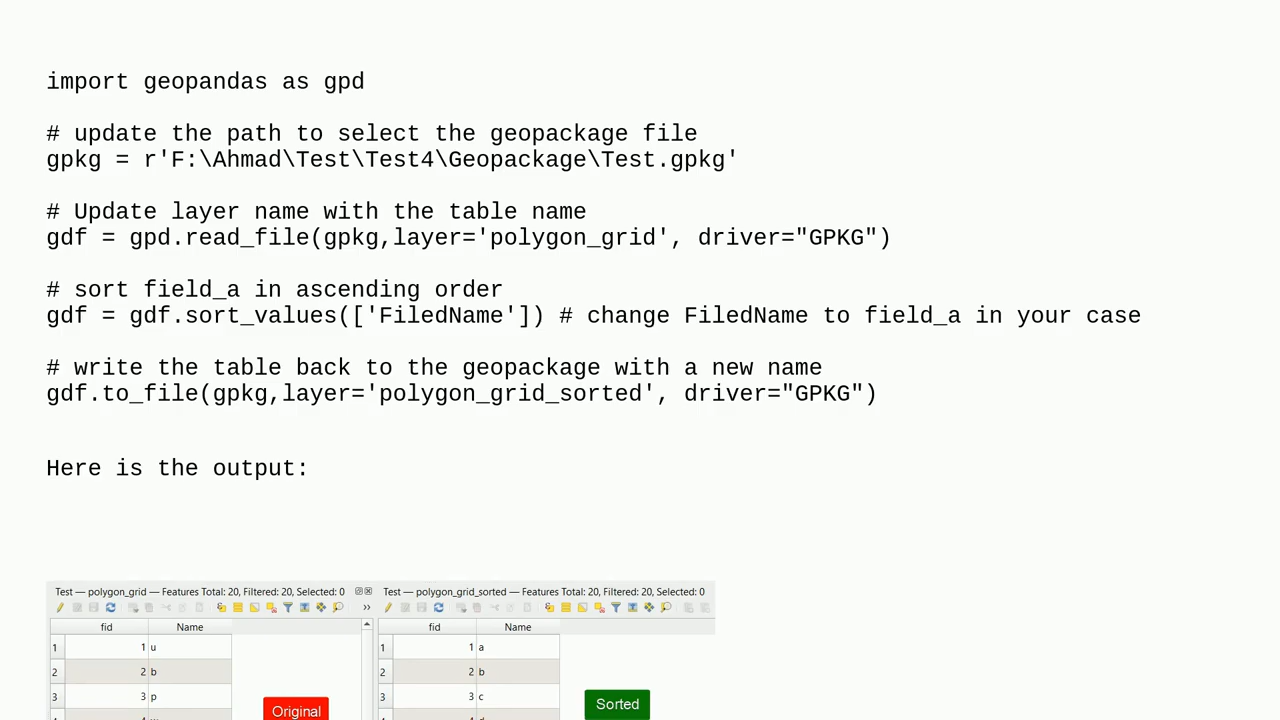 import geopandas as gpd
# update the path to select the geopackage file
gpkg = r'F:\Ahmad\Test\Test4\Geopackage\Test.gpkg'
# Update layer name with the table name
gdf = gpd.read_file(gpkg,layer='polygon_grid', driver="GPKG")
# sort field_a in ascending order
gdf = gdf.sort_values(['FiledName']) # change FiledName to field_a in your case
# write the table back to the geopackage with a new name
gdf.to_file(gpkg,layer='polygon_grid_sorted', driver="GPKG")
Here is the output:
Test — polygon_grid — Features Total: 20, Filtered: 20, Selected: 0 Test — polygon_grid_sorted — Features Total: 20, Filtered: 20, Selected: 0
fid Name fid Name
1 1 u 1 1 a
2 2 b 2 2 b
3 3 p 3 3 c
Original Sorted